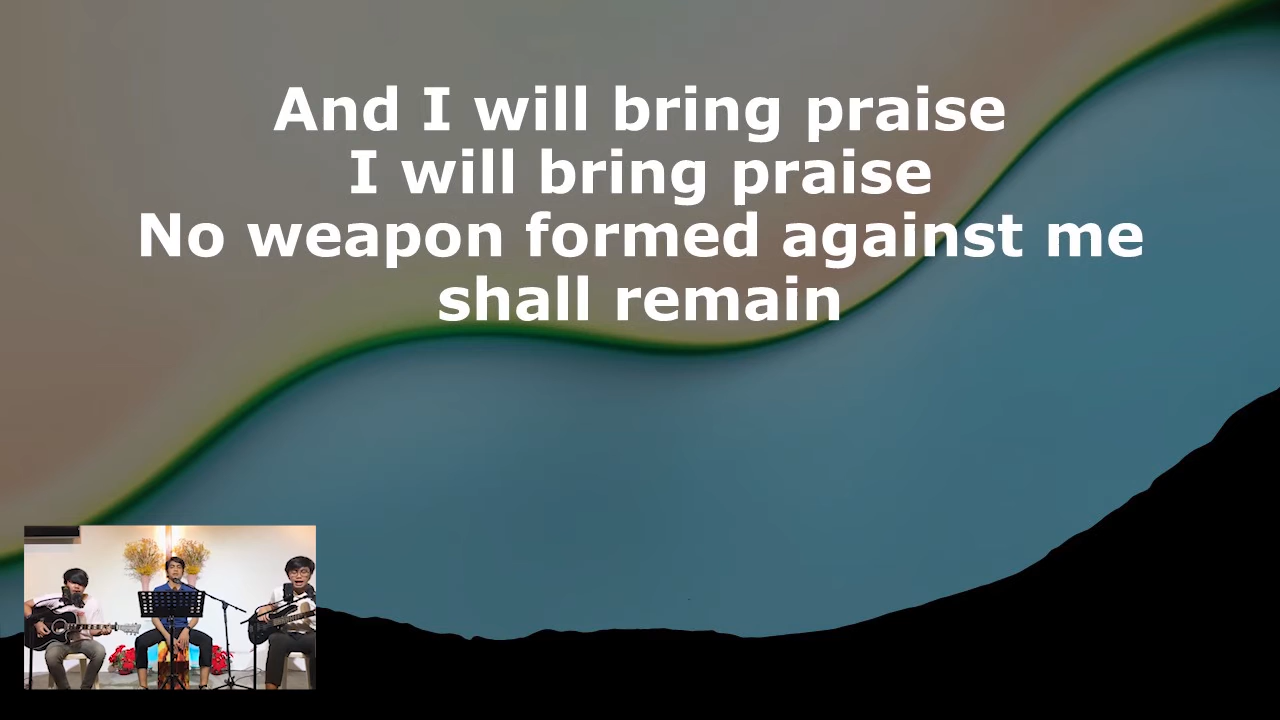 And I will bring praise
I will bring praise
No weapon formed against me
shall remain